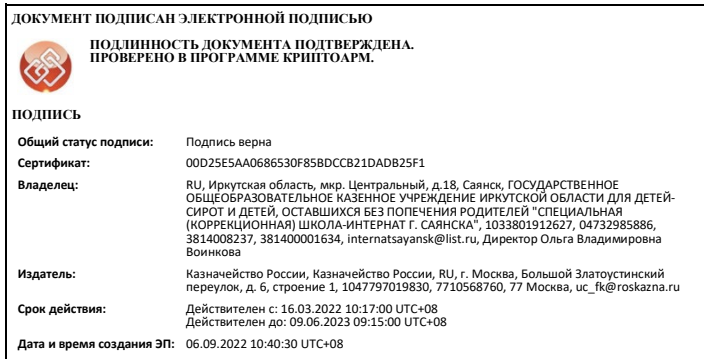 ДОКУМЕНТ ПОДПИСАН ЭЛЕКТРОННОЙ ПОДПИСЬЮ
ПОДЛИННОСТЬ ДОКУМЕНТА ПОДТВЕРЖДЕНА.
ПРОВЕРЕНО В ПРОГРАММЕ КРИПТОАРМ.
ПОДПИСЬ
Общий статус подписи: Подпись верна
Сертификат: 00D25E5AA0686530F85BDCCB21DADB25F1
Владелец: RU, Иркутская область, мкр. Центральный, д.18, Саянск, ГОСУДАРСТВЕННОЕ
ОБЩЕОБРАЗОВАТЕЛЬНОЕ КАЗЕННОЕ УЧРЕЖДЕНИЕ ИРКУТСКОЙ ОБЛАСТИ ДЛЯ ДЕТЕЙ-
СИРОТ И ДЕТЕЙ, ОСТАВШИХСЯ БЕЗ ПОПЕЧЕНИЯ РОДИТЕЛЕЙ "СПЕЦИАЛЬНАЯ
(КОРРЕКЦИОННАЯ) ШКОЛА-ИНТЕРНАТ Г. САЯНСКА", 1033801912627, 04732985886,
3814008237, 381400001634, internatsayansk@list.ru, Директор Ольга Владимировна
Воинкова
Издатель: Казначейство России, Казначейство России, RU, г. Москва, Большой Златоустинский
переулок, д. 6, строение 1, 1047797019830, 7710568760, 77 Москва, uc_fk@roskazna.ru
Срок действия: Действителен с: 16.03.2022 10:17:00 UTC+08
Действителен до: 09.06.2023 09:15:00 UTC+08
Дата и время создания ЭП: 06.09.2022 10:40:30 UTC+08